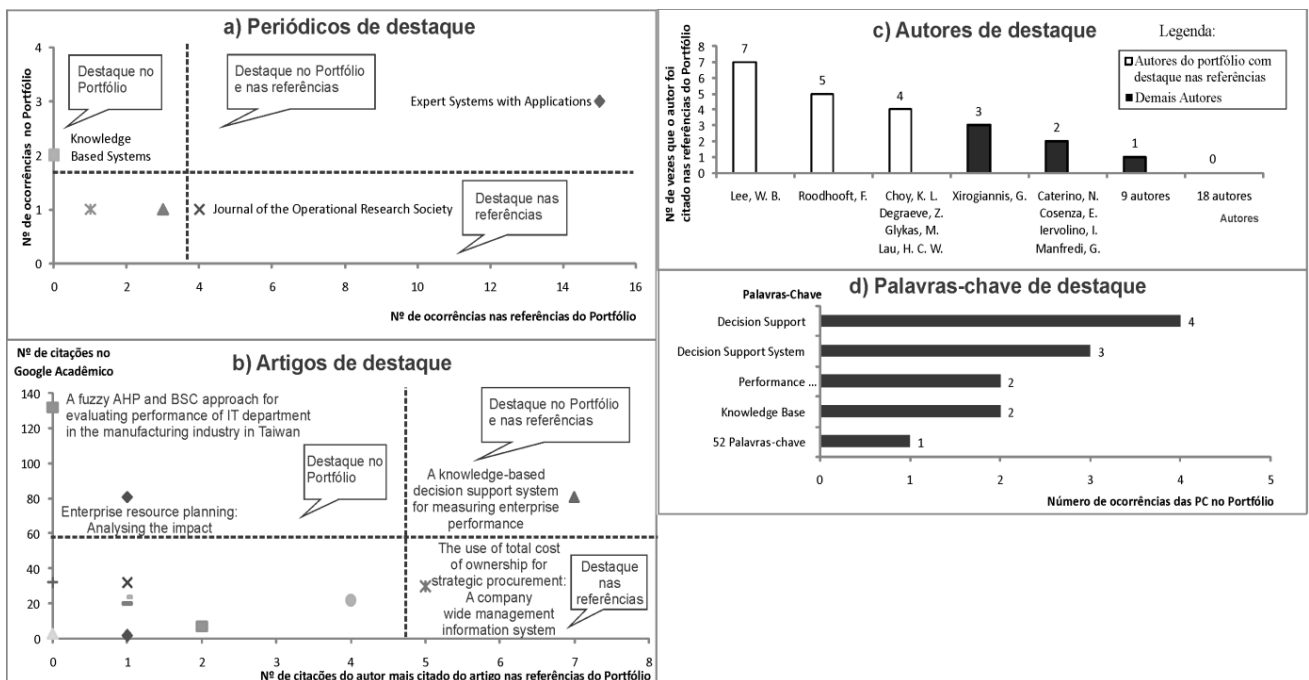 a) Periódicos de destaque
Nº de ocorrências no Portfólio
4
3
2
1
0
Destaque no
Portfólio
Destaque no Portfólio
e nas referências
Expert Systems with Applications
Knowledge
Based Systems
Journal of the Operational Research Society
Destaque nas
referências
0 2 4 6 8 10 12 14 16
Nº de ocorrências nas referências do Portfólio
Nº de citações no
Google Acadêmico
b) Artigos de destaque
140
120
100
80
60
40
20
0
A fuzzy AHP and BSC approach for
evaluating performance of IT department
in the manufacturing industry in Taiwan
Destaque no Portfólio
e nas referências
Destaque no
Portfólio
A knowledge-based
decision support system
for measuring enterprise
performance
Enterprise resource planning:
Analysing the impact
The use of total cost
of ownership for
strategic procurement:
A company
wide management
information system
Destaque
nas
referências
0 1 2 3 4 5 6 7 8
Nº de citações do autor mais citado do artigo nas referências do Portfólio
c) Autores de destaque
Legenda:
Autores do portfólio com
destaque nas referências
Demais Autores
Nº de vezes que o autor foi
citado nas referências do Portfólio
8
7
6
5
4
3
2
1
0
7 5 4 3 2 1 0
Lee, W. B.
Roodhooft, F.
Choy, K. L.
Degraeve, Z.
Glykas, M.
Lau, H. C. W.
Xirogiannis, G.
Caterino, N.
Cosenza, E.
Iervolino, I.
Manfredi, G.
9 autores
18 autores
Autores
d) Palavras-chave de destaque
Palavras-Chave
Decision Support 4
Decision Support System 3
Performance ... 2
Knowledge Base 2
52 Palavras-chave 1
0 1 2 3 4 5
Número de ocorrências das PC no Portfólio